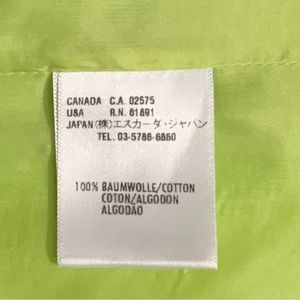 CANADA C.A. 02575
USA R.N. 61891
JAPAN (株)エスカーダ・ジャパン
TEL. 03-5786-6860
100% BAUMWOLLE/COTTON
COTON/ALGODON
ALGODÃO